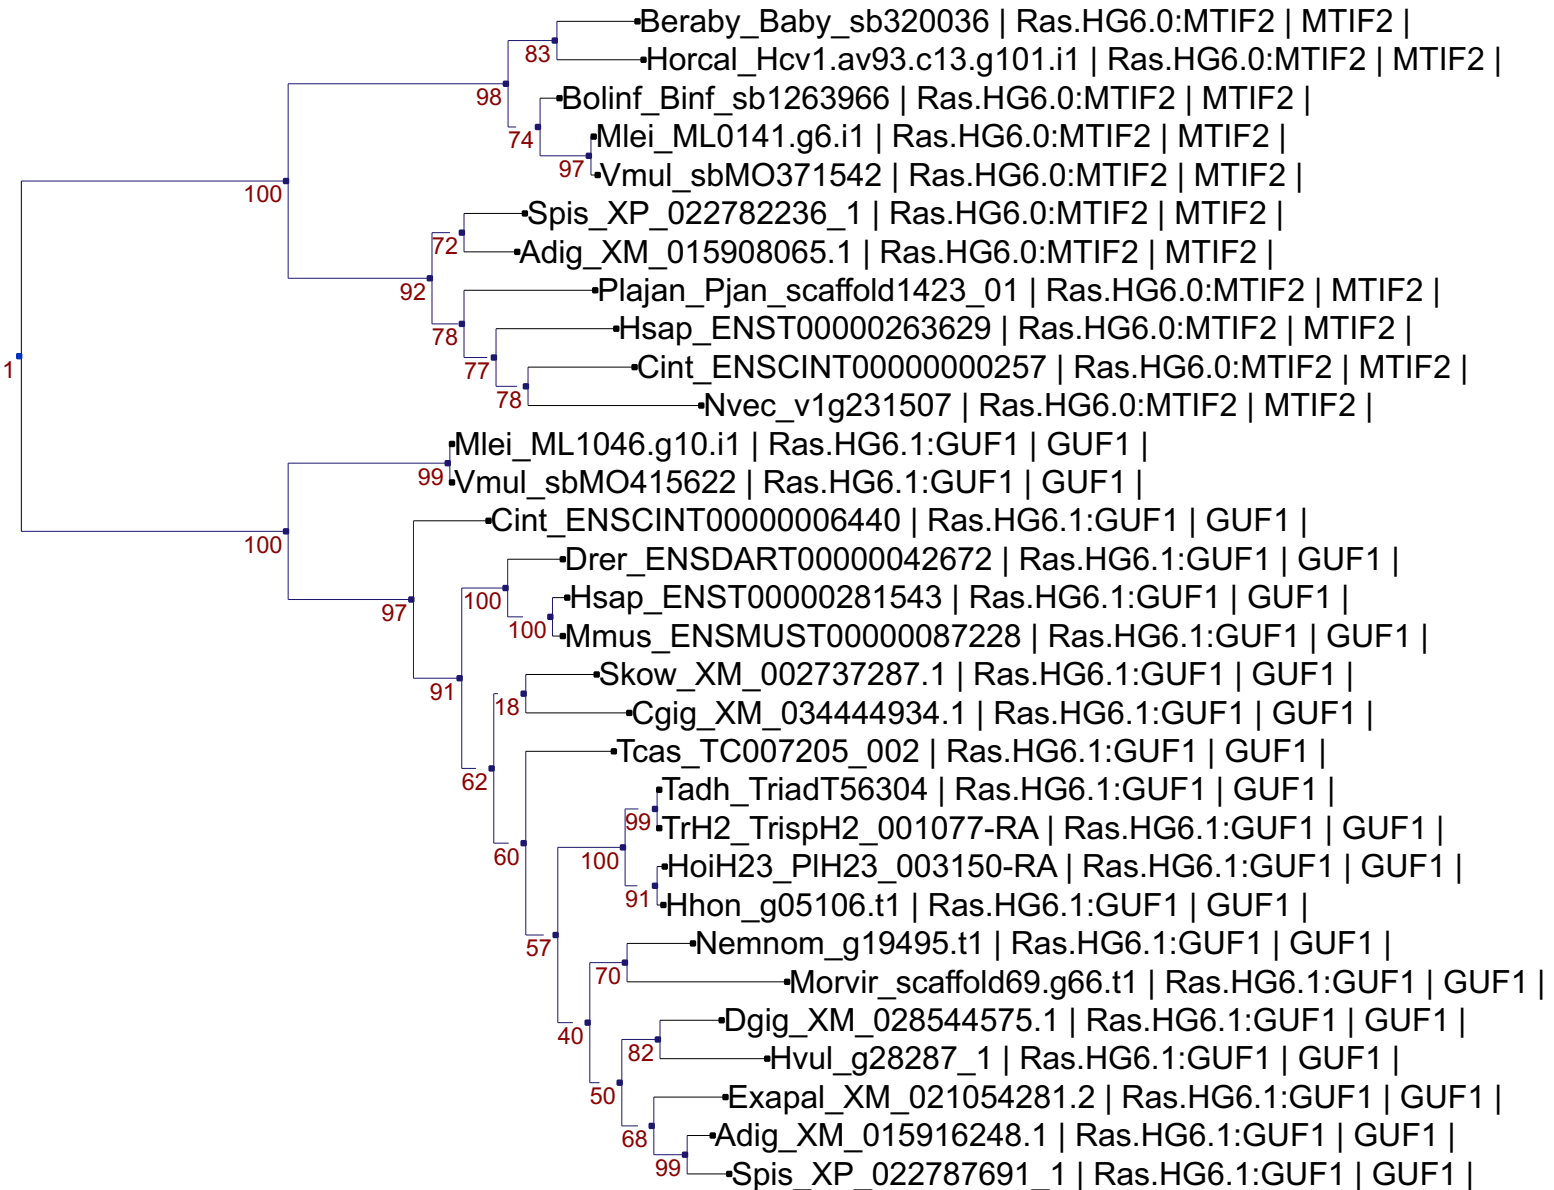 Beraby_Baby_sb320036 | Ras.HG6.0:MTIF2 | MTIF2 |
83
Horcal_Hcv1.av93.c13.g101.i1 | Ras.HG6.0:MTIF2 | MTIF2 |
98
Bolinf_Binf_sb1263966 | Ras.HG6.0:MTIF2 | MTIF2 |
74
Mlei_ML0141.g6.i1 | Ras.HG6.0:MTIF2 | MTIF2 |
97
Vmul_sbMO371542 | Ras.HG6.0:MTIF2 | MTIF2 |
100
Spis_XP_022782236_1 | Ras.HG6.0:MTIF2 | MTIF2 |
72
Adig_XM_015908065.1 | Ras.HG6.0:MTIF2 | MTIF2 |
92
Plajan_Pjan_scaffold1423_01 | Ras.HG6.0:MTIF2 | MTIF2 |
78
Hsap_ENST00000263629 | Ras.HG6.0:MTIF2 | MTIF2 |
77
Cint_ENSCINT00000000257 | Ras.HG6.0:MTIF2 | MTIF2 |
1
78
Nvec_v1g231507 | Ras.HG6.0:MTIF2 | MTIF2 |
Mlei_ML1046.g10.i1 | Ras.HG6.1:GUF1 | GUF1 |
99
Vmul_sbMO415622 | Ras.HG6.1:GUF1 | GUF1 |
Cint_ENSCINT00000006440 | Ras.HG6.1:GUF1 | GUF1 |
100
Drer_ENSDART00000042672 | Ras.HG6.1:GUF1 | GUF1 |
100
Hsap_ENST00000281543 | Ras.HG6.1:GUF1 | GUF1 |
97
100
Mmus_ENSMUST00000087228 | Ras.HG6.1:GUF1 | GUF1 |
Skow_XM_002737287.1 | Ras.HG6.1:GUF1 | GUF1 |
91
18
Cgig_XM_034444934.1 | Ras.HG6.1:GUF1 | GUF1 |
Tcas_TC007205_002 | Ras.HG6.1:GUF1 | GUF1 |
62
Tadh_TriadT56304 | Ras.HG6.1:GUF1 | GUF1 |
99
TrH2_TrispH2_001077-RA | Ras.HG6.1:GUF1 | GUF1 |
60
100
HoiH23_PlH23_003150-RA | Ras.HG6.1:GUF1 | GUF1 |
91
Hhon_g05106.t1 | Ras.HG6.1:GUF1 | GUF1 |
57
Nemnom_g19495.t1 | Ras.HG6.1:GUF1 | GUF1 |
70
Morvir_scaffold69.g66.t1 | Ras.HG6.1:GUF1 | GUF1 |
Dgig_XM_028544575.1 | Ras.HG6.1:GUF1 | GUF1 |
40
82
Hvul_g28287_1 | Ras.HG6.1:GUF1 | GUF1 |
50
Exapal_XM_021054281.2 | Ras.HG6.1:GUF1 | GUF1 |
68
Adig_XM_015916248.1 | Ras.HG6.1:GUF1 | GUF1 |
99
Spis_XP_022787691_1 | Ras.HG6.1:GUF1 | GUF1 |